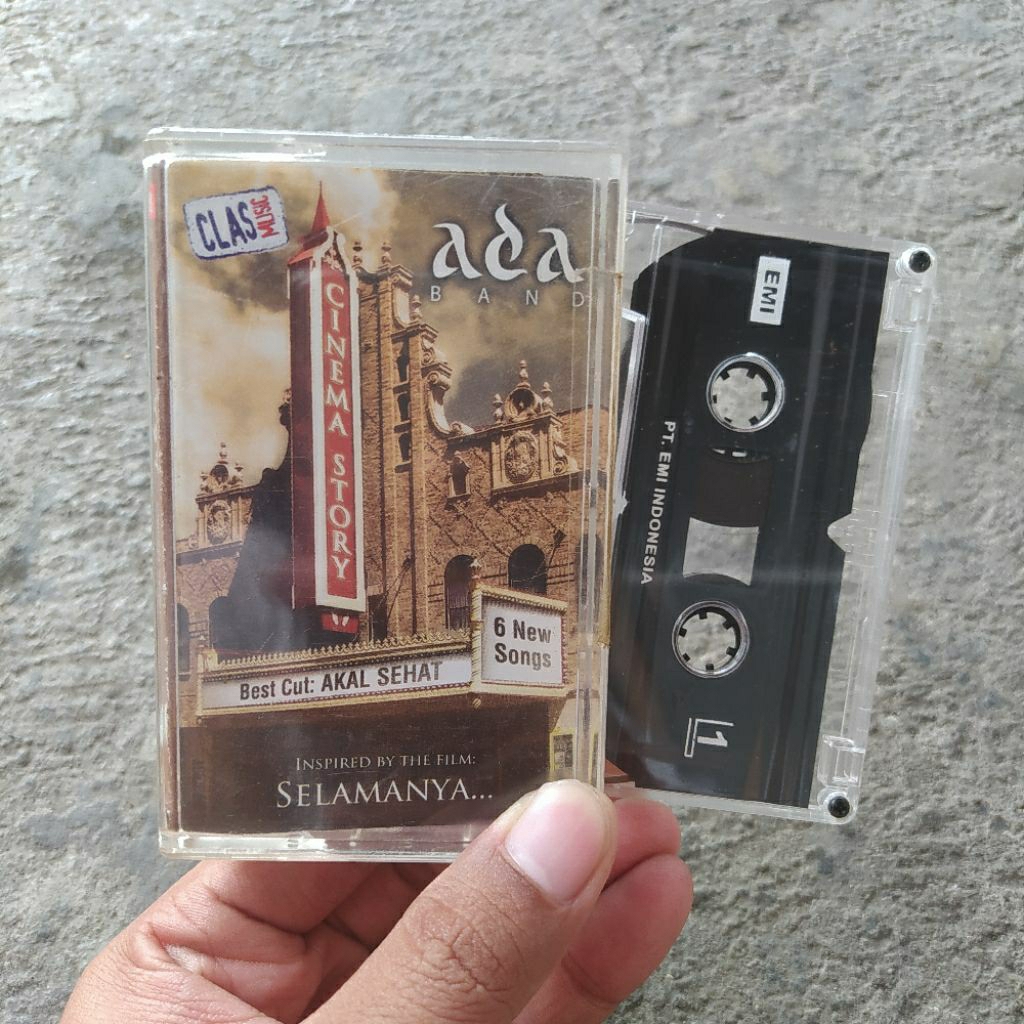 CLAS MUSIC
ada
BAND
CINEMA STORY
6 New
Songs
Best Cut: AKAL SEHAT
INSPIRED BY THE FILM:
SELAMANYA...
EMI
PT. EMI INDONESIA
1